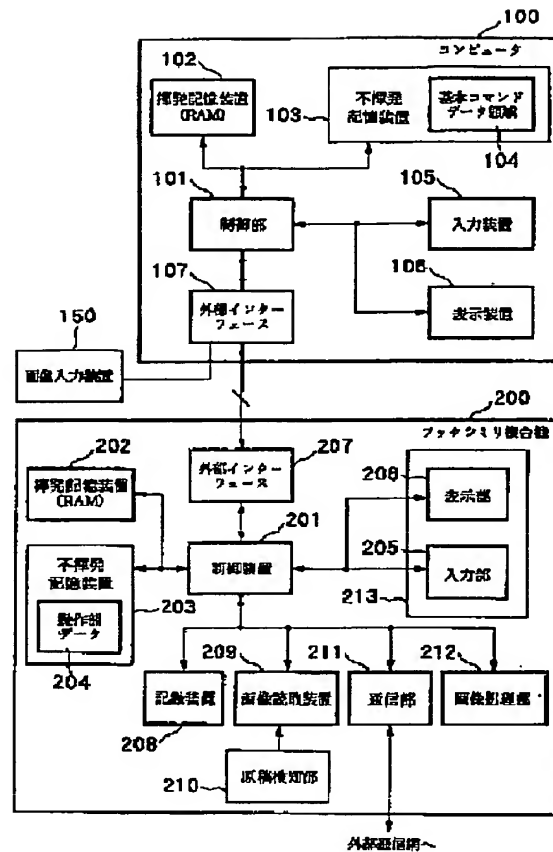 100
コンピュータ
102
揮発記憶装置
(RAM)
103
不揮発
記憶装置
基本コマンド
データ領域
104
101
制御部
105
入力装置
106
表示装置
107
外部インター
フェース
150
画像入力装置
200
ファクシミリ複合機
202
揮発記憶装置
(RAM)
207
外部インター
フェース
201
制御装置
206
表示部
205
入力部
213
不揮発
記憶装置
203
操作部
データ
204
208
記録装置
209
画像読取装置
211
通信部
212
画像処理部
210
原稿検知部
外部通信網へ